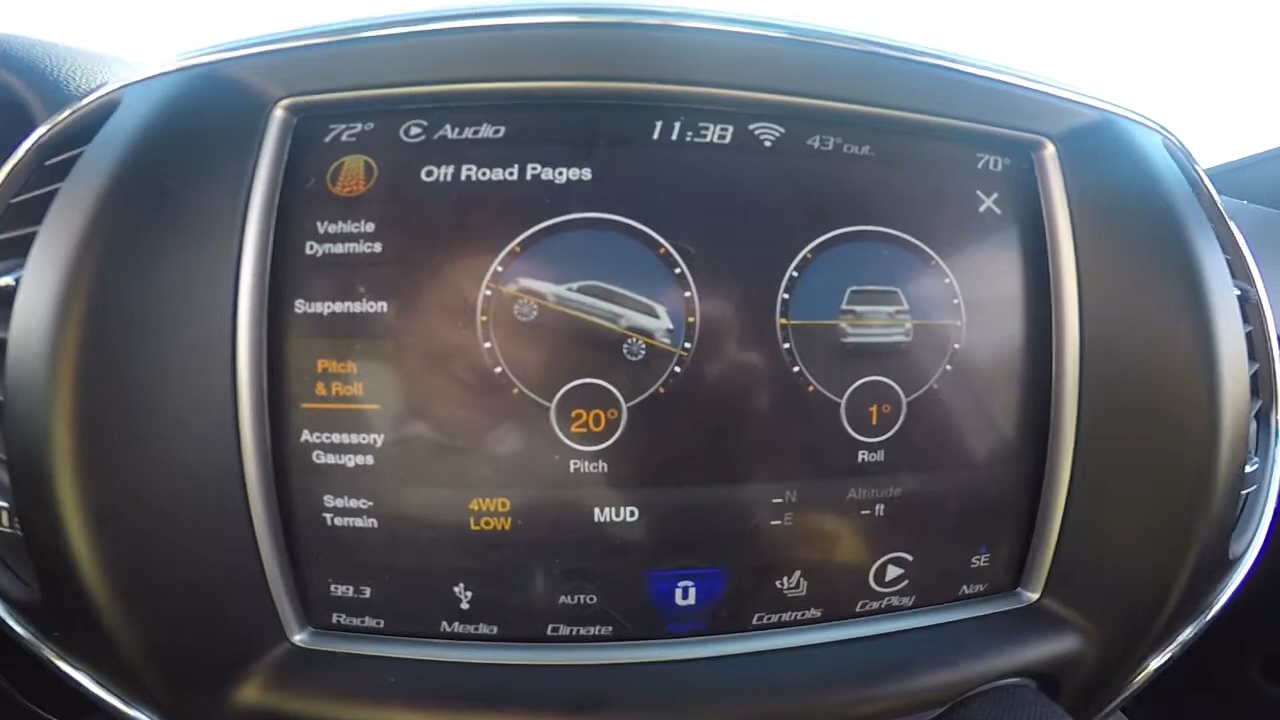 72° Audio 11:38 43° out. 70°
Off Road Pages
Vehicle
Dynamics
Suspension
Pitch
& Roll
Accessory
Gauges
Selec-
Terrain
20°
Pitch
1°
Roll
4WD
LOW
MUD
– N
– E
Altitude
– ft
99.3
Radio
Media
AUTO
Climate
ū
Controls
CarPlay
SE
Nav